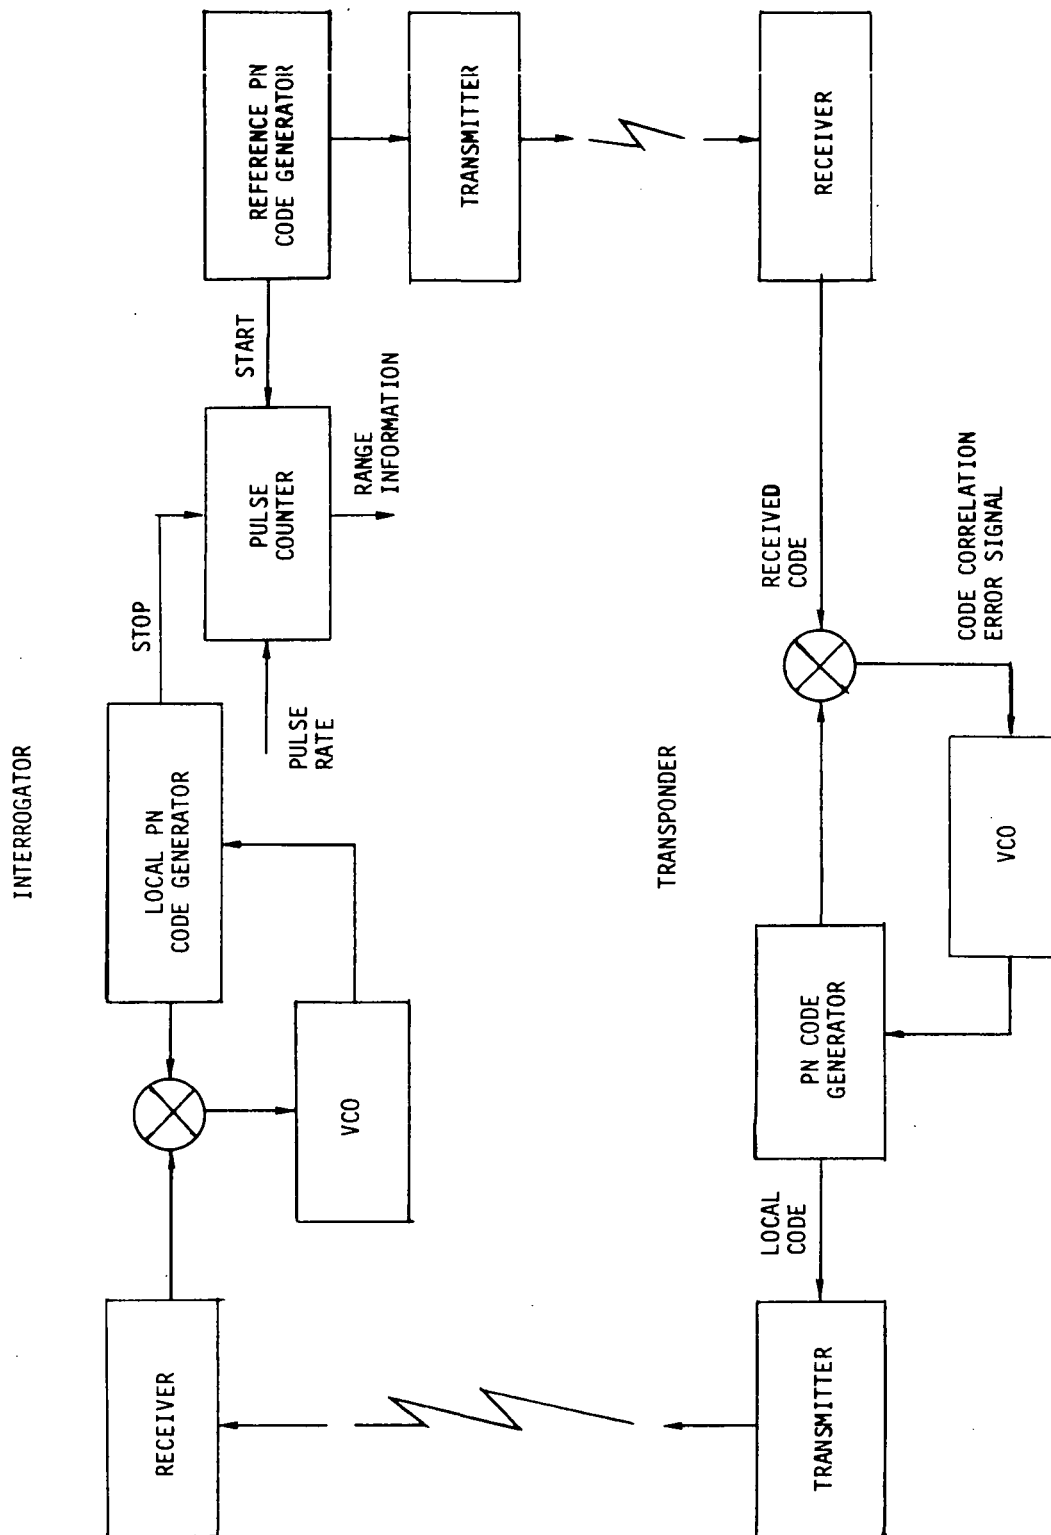 INTERROGATOR
RECEIVER
LOCAL PN
CODE GENERATOR
VCO
STOP
PULSE
RATE
PULSE
COUNTER
START
RANGE
INFORMATION
REFERENCE PN
CODE GENERATOR
TRANSMITTER
TRANSPONDER
RECEIVER
RECEIVED
CODE
CODE CORRELATION
ERROR SIGNAL
VCO
PN CODE
GENERATOR
LOCAL
CODE
TRANSMITTER